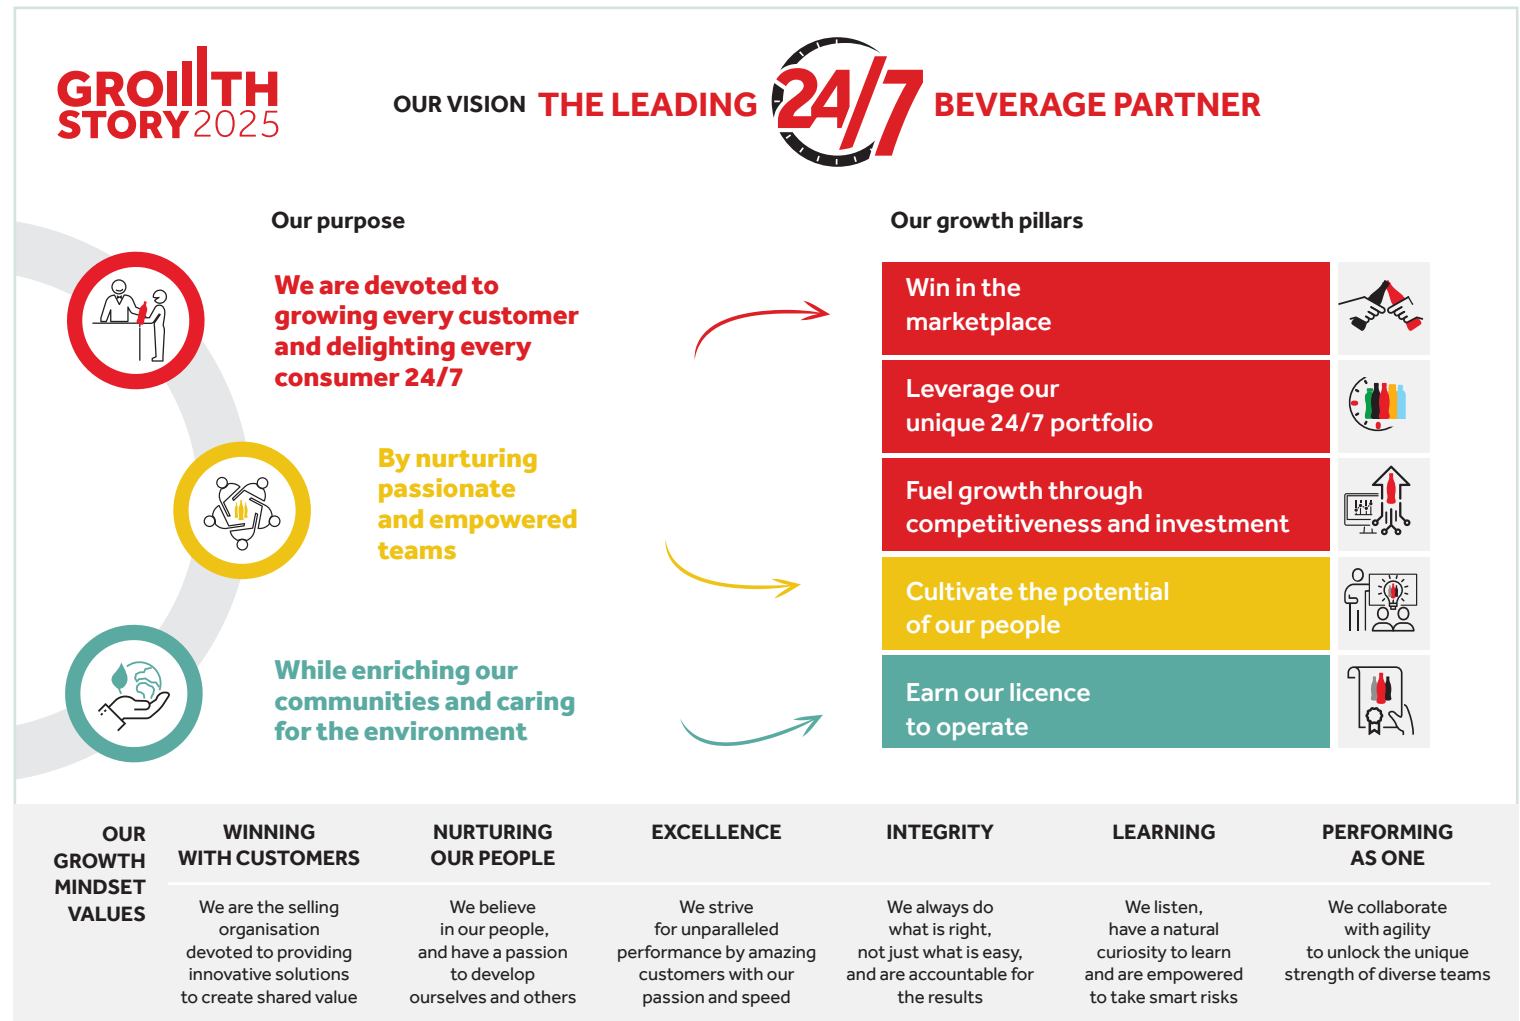 GROWTH
STORY 2025
OUR VISION THE LEADING 24/7 BEVERAGE PARTNER
Our purpose
We are devoted to
growing every customer
and delighting every
consumer 24/7
By nurturing
passionate
and empowered
teams
While enriching our
communities and caring
for the environment
Our growth pillars
Win in the
marketplace
Leverage our
unique 24/7 portfolio
Fuel growth through
competitiveness and investment
Cultivate the potential
of our people
Earn our licence
to operate
OUR
GROWTH
MINDSET
VALUES
WINNING
WITH CUSTOMERS
We are the selling
organisation
devoted to providing
innovative solutions
to create shared value
NURTURING
OUR PEOPLE
We believe
in our people,
and have a passion
to develop
ourselves and others
EXCELLENCE
We strive
for unparalleled
performance by amazing
customers with our
passion and speed
INTEGRITY
We always do
what is right,
not just what is easy,
and are accountable for
the results
LEARNING
We listen,
have a natural
curiosity to learn
and are empowered
to take smart risks
PERFORMING
AS ONE
We collaborate
with agility
to unlock the unique
strength of diverse teams